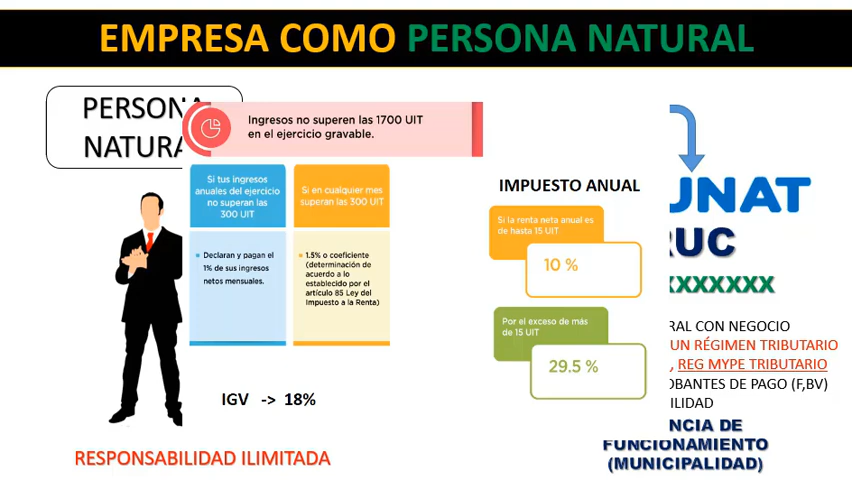 EMPRESA COMO PERSONA NATURAL
PERSONA
NATURA
Ingresos no superen las 1700 UIT
en el ejercicio gravable.
Si tus ingresos
anuales del ejercicio
no superan las
300 UIT
Si en cualquier mes
superan las 300 UIT
Declaran y pagan el
1% de sus ingresos
netos mensuales.
1.5% o coeficiente
(determinación de
acuerdo a lo
establecido por el
artículo 85 Ley del
Impuesto a la Renta)
IGV -> 18%
RESPONSABILIDAD ILIMITADA
IMPUESTO ANUAL
Si la renta neta anual es
de hasta 15 UIT
10 %
Por el exceso de más
de 15 UIT
29.5 %
UNAT
RUC
XXXXXXXX
RAL CON NEGOCIO
UN RÉGIMEN TRIBUTARIO
, REG MYPE TRIBUTARIO
OBANTES DE PAGO (F,BV)
ILIDAD
NCIA DE
FUNCIONAMIENTO
(MUNICIPALIDAD)